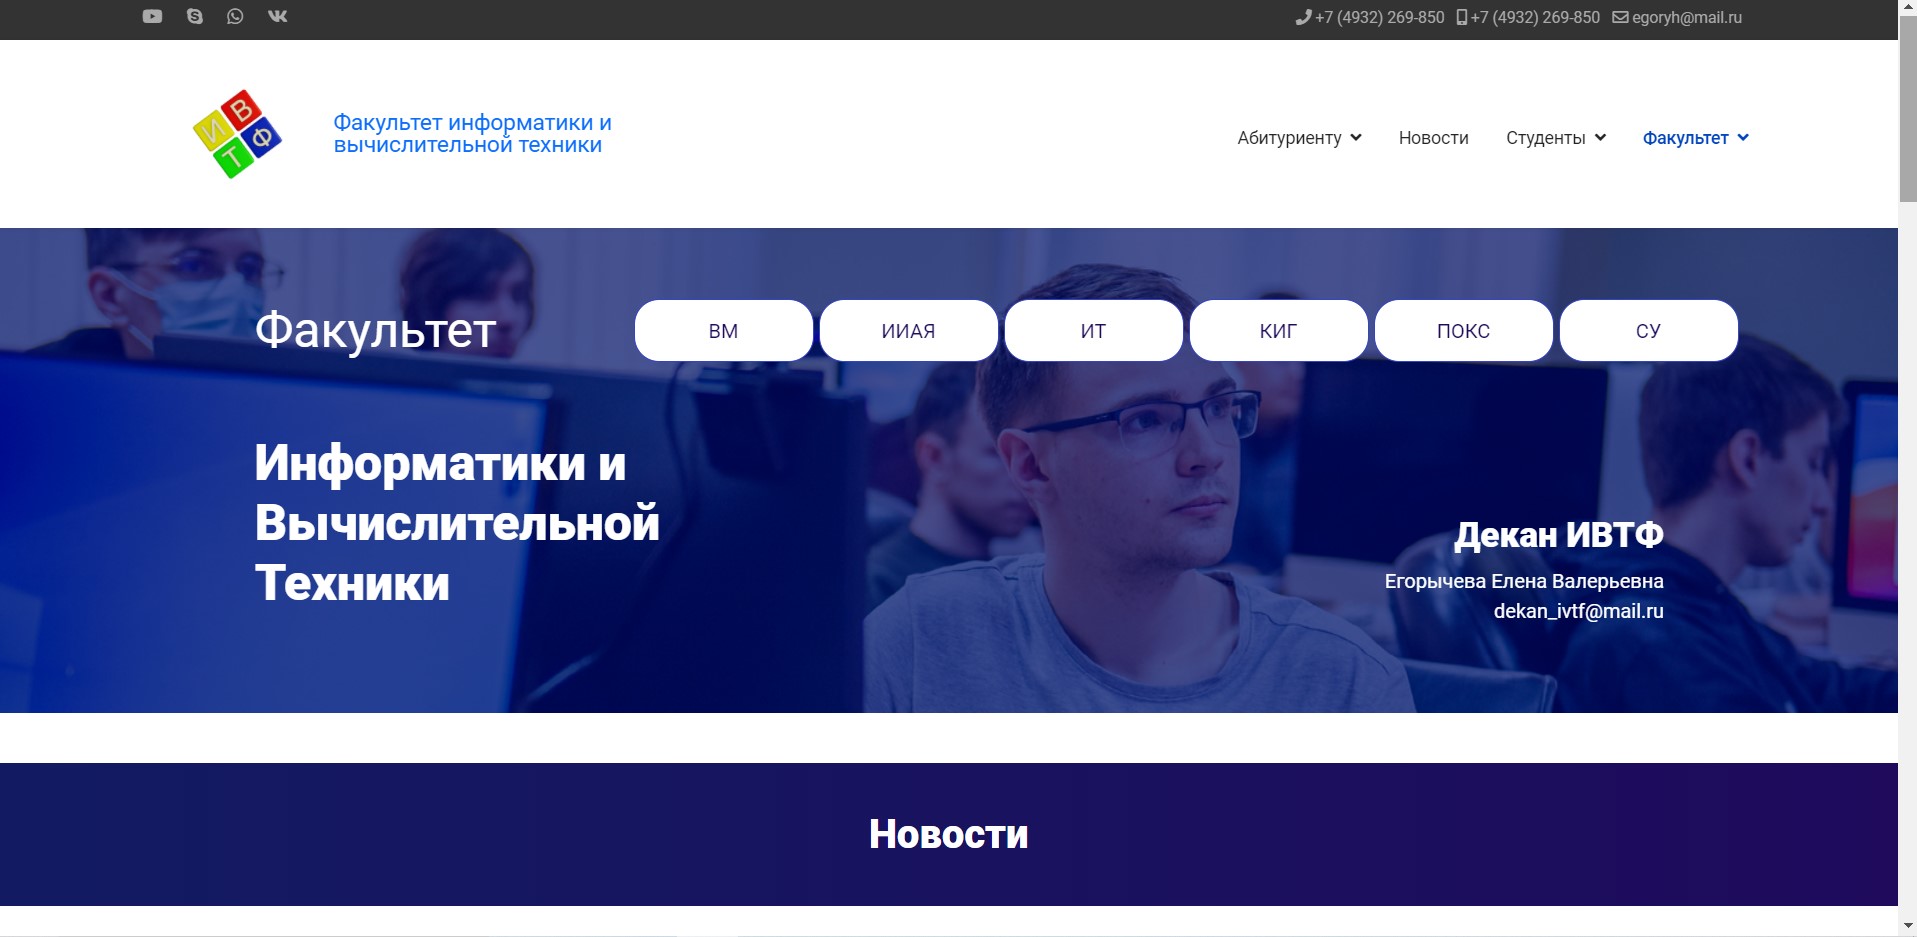 +7 (4932) 269-850 +7 (4932) 269-850 egoryh@mail.ru
И В Т Ф
Факультет информатики и
вычислительной техники
Абитуриенту Новости Студенты Факультет
Факультет
ВМ ИИАЯ ИТ КИГ ПОКС СУ
Информатики и
Вычислительной
Техники
Декан ИВТФ
Егорычева Елена Валерьевна
dekan_ivtf@mail.ru
Новости